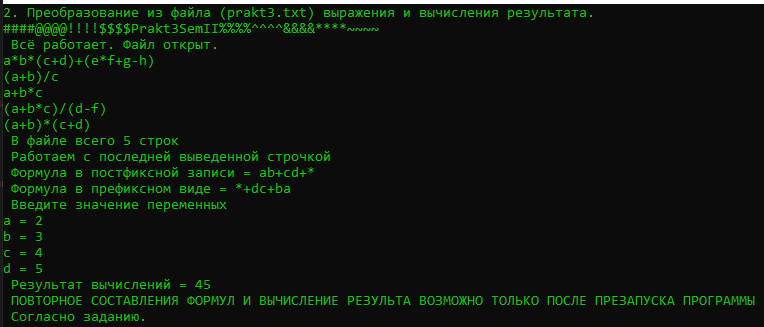 2. Преобразование из файла (prakt3.txt) выражения и вычисления результата.
####@@@@!!!!$$$$Prakt3SemII%%%%^^^^&&&&****~~~~
Всё работает. Файл открыт.
a*b*(c+d)+(e*f+g-h)
(a+b)/c
a+b*c
(a+b*c)/(d-f)
(a+b)*(c+d)
В файле всего 5 строк
Работаем с последней выведенной строчкой
Формула в постфиксной записи = ab+cd+*
Формула в префиксном виде = *+dc+ba
Введите значение переменных
a = 2
b = 3
c = 4
d = 5
Результат вычислений = 45
ПОВТОРНОЕ СОСТАВЛЕНИЯ ФОРМУЛ И ВЫЧИСЛЕНИЕ РЕЗУЛЬТА ВОЗМОЖНО ТОЛЬКО ПОСЛЕ ПРЕЗАПУСКА ПРОГРАММЫ
Согласно заданию.